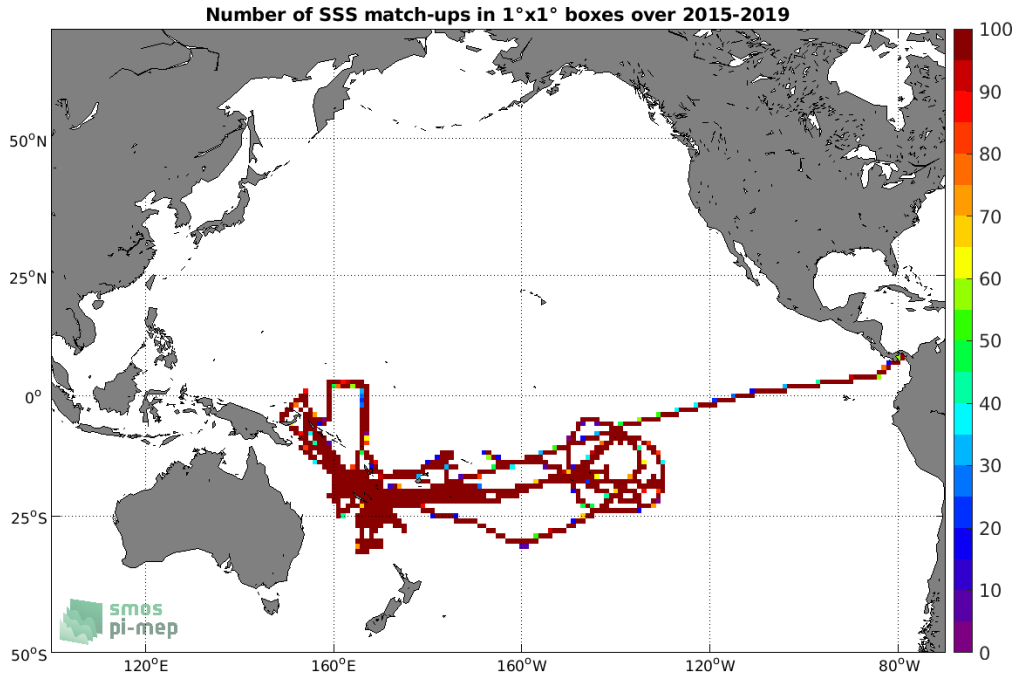 Number of SSS match-ups in 1°x1° boxes over 2015-2019
50°N
25°N
0°
25°S
50°S
120°E
160°E
160°W
120°W
80°W
100
90
80
70
60
50
40
30
20
10
0
smos
pi-mep